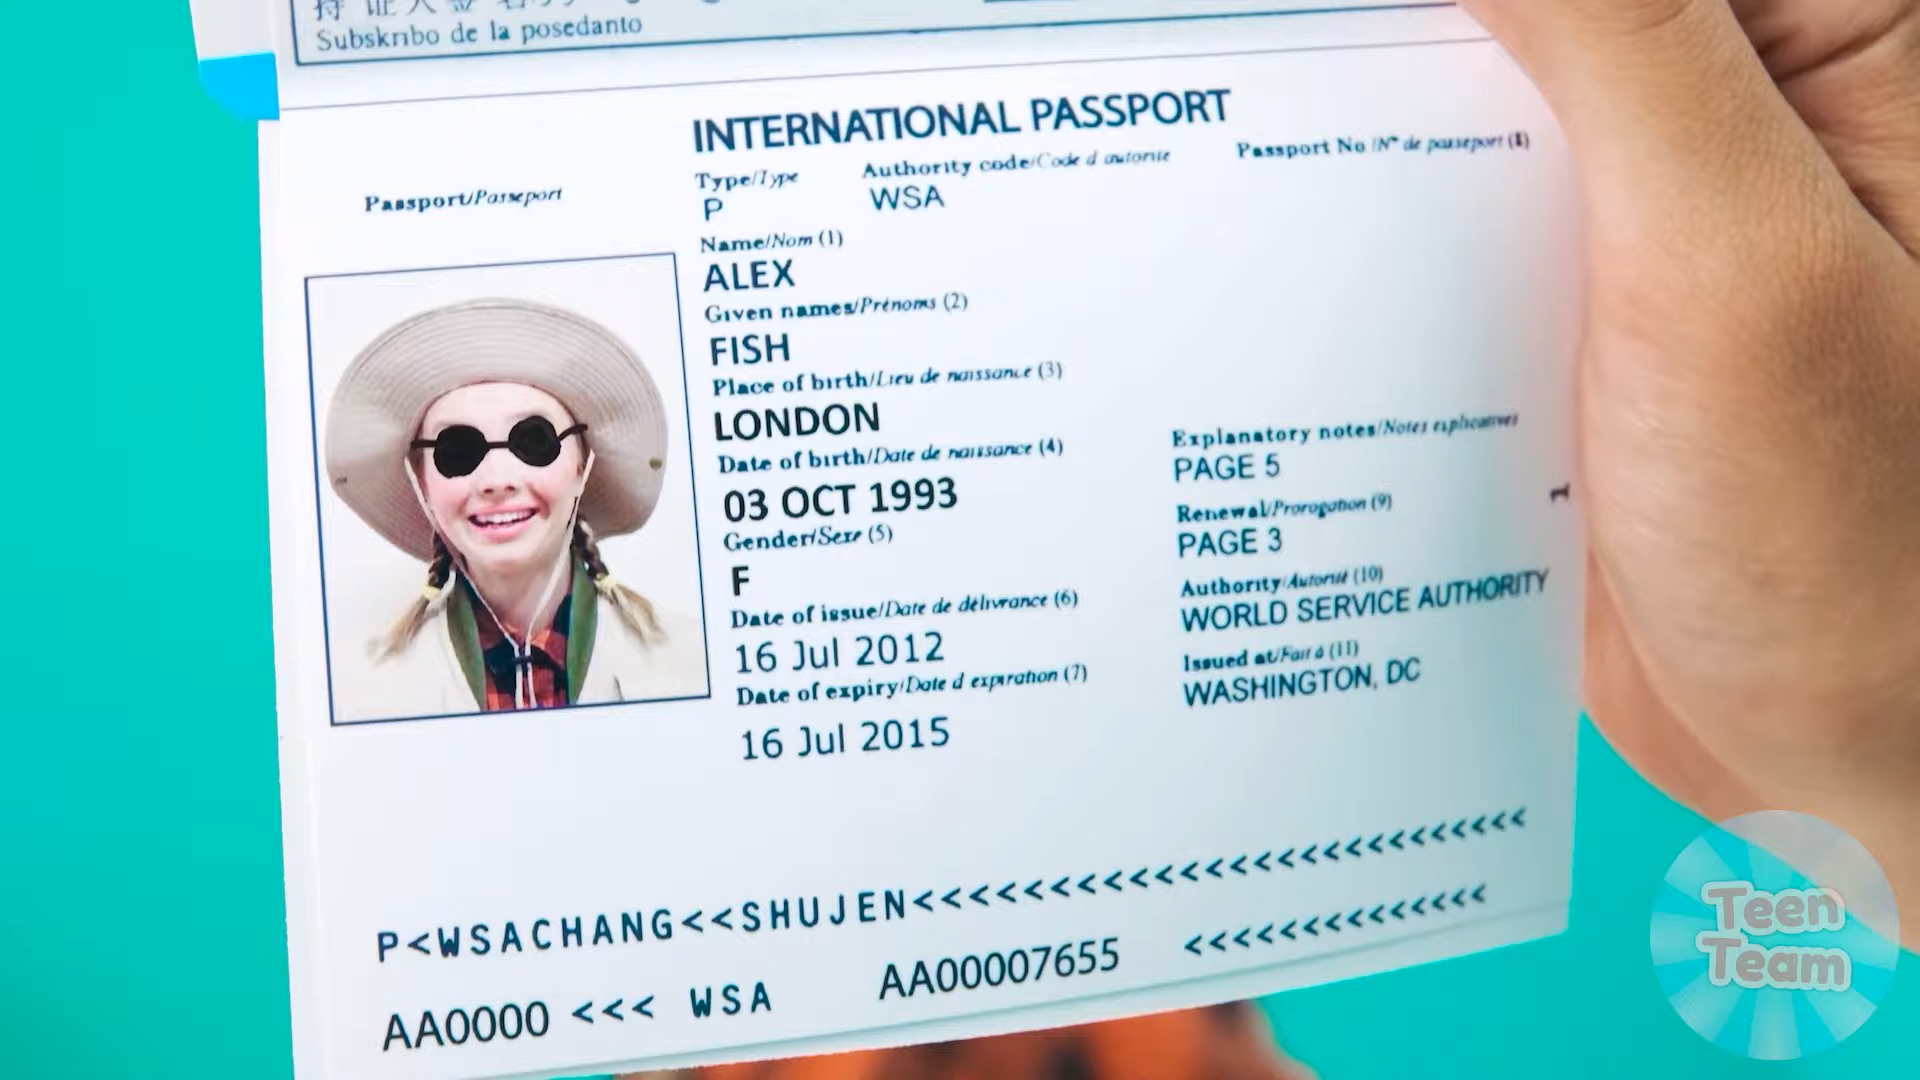 Subskribo de la posedanto
INTERNATIONAL PASSPORT
Passport/Passeport
Type/Type
Authority code/Code d autorite
Passport No /N° de passeport (1)
P
WSA
Name/Nom (1)
ALEX
Given names/Prénoms (2)
FISH
Place of birth/Lieu de naissance (3)
LONDON
Date of birth/Date de naissance (4)
03 OCT 1993
Gender/Sexe (5)
F
Date of issue/Date de délivrance (6)
16 Jul 2012
Date of expiry/Date d expiration (7)
16 Jul 2015
Explanatory notes/Notes explicatives
PAGE 5
Renewal/Prorogation (9)
PAGE 3
Authority/Autorité (10)
WORLD SERVICE AUTHORITY
Issued at/Fait à (11)
WASHINGTON, DC
1
P<WSACHANG<<SHUJEN<<<<<<<<<<<<<<<<<<<<<<<<<
AA0000 <<< WSA AA00007655 <<<<<<<<<<<<<<
Teen
Team